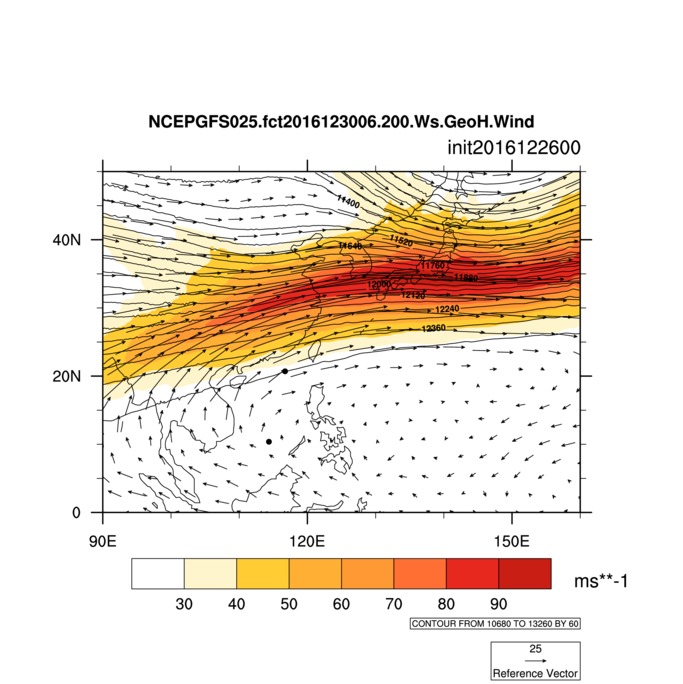 NCEPGFS025.fct2016123006.200.Ws.GeoH.Wind
init2016122600
11400
40N
11640
11520
11760
11880
12000
12120
12240
12360
20N
0
90E
120E
150E
30
40
50
60
70
80
90
ms**-1
CONTOUR FROM 10680 TO 13260 BY 60
25
Reference Vector